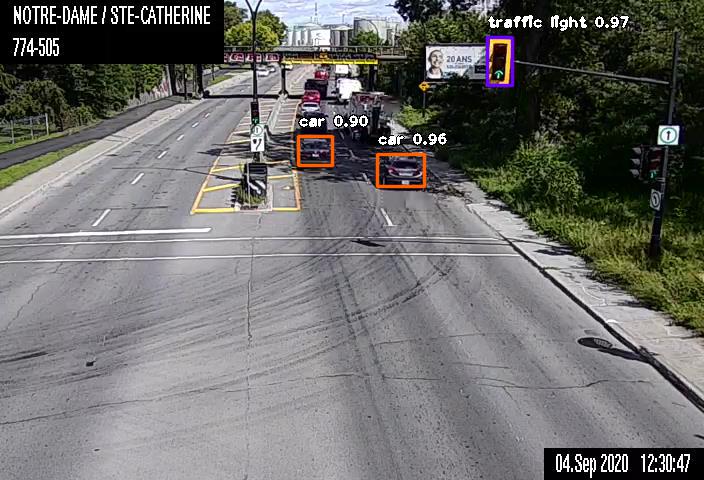 NOTRE-DAME / STE-CATHERINE
774-505
traffic light 0.97
20 ANS
car 0.90
car 0.96
04.Sep 2020 12:30:47